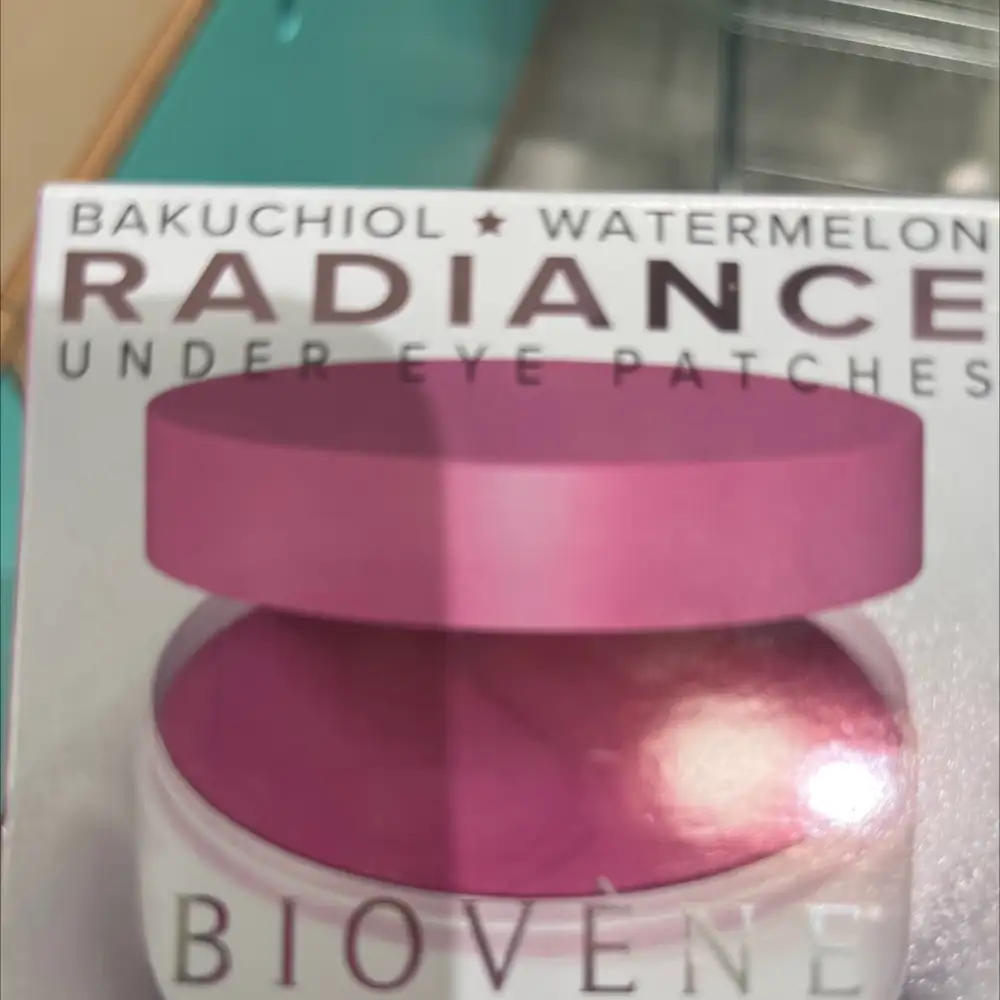 BAKUCHIOL ★ WATERMELON
RADIANCE
UNDER EYE PATCHES
BIOVÈNE